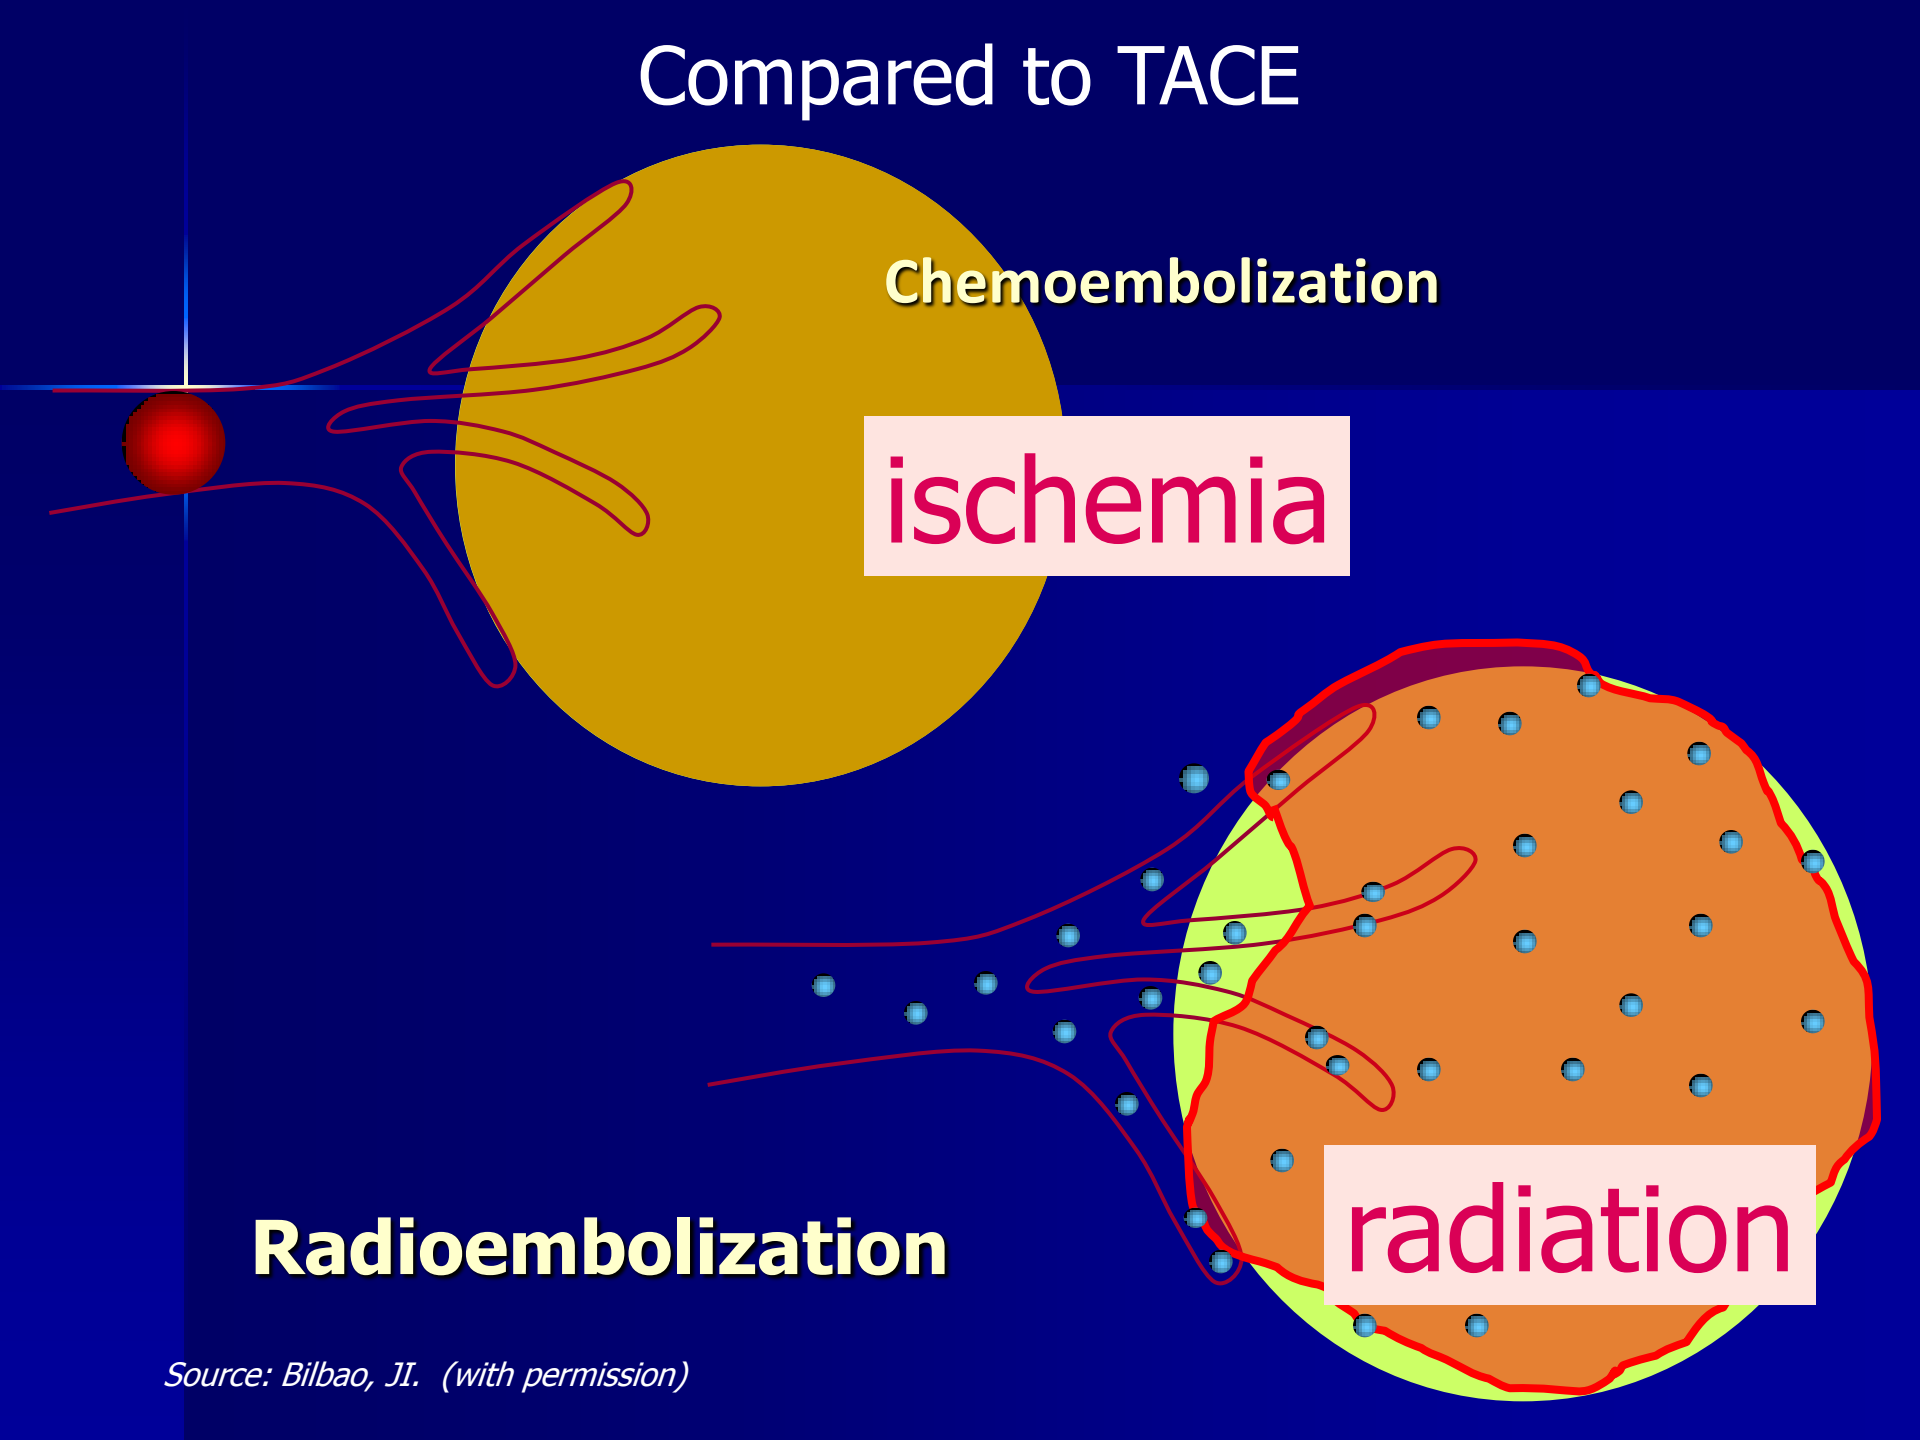 Compared to TACE
Chemoembolization
ischemia
radiation
Radioembolization
Source: Bilbao, JI. (with permission)